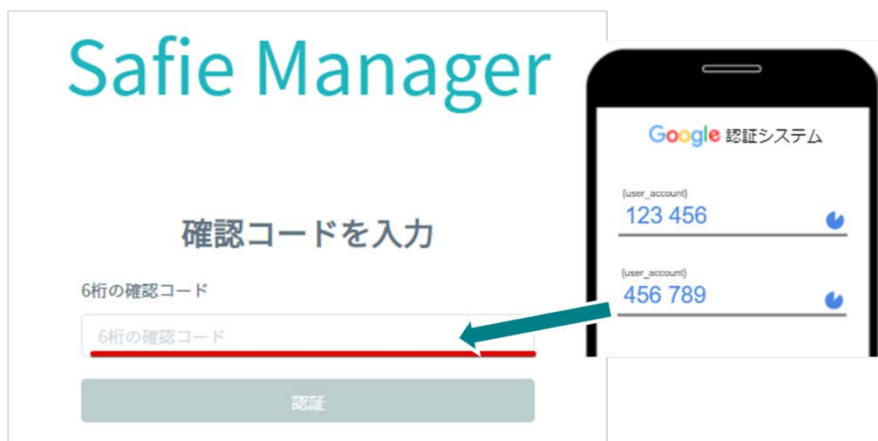 Safie Manager
確認コードを入力
6桁の確認コード
6桁の確認コード
認証
Google 認証システム
{user_account}
123 456
{user_account}
456 789